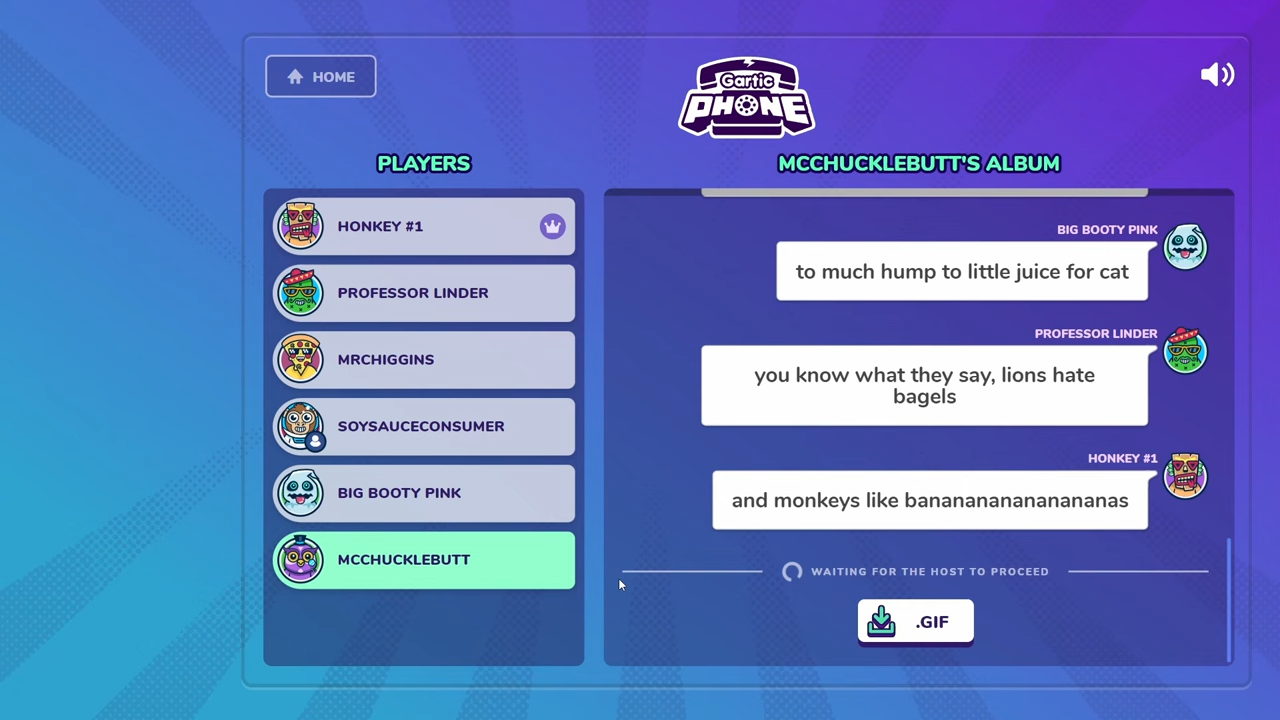 HOME
Gartic
PHONE
PLAYERS
MCCHUCKLEBUTT'S ALBUM
HONKEY #1
PROFESSOR LINDER
MRCHIGGINS
SOYSAUCECONSUMER
BIG BOOTY PINK
MCCHUCKLEBUTT
BIG BOOTY PINK
to much hump to little juice for cat
PROFESSOR LINDER
you know what they say, lions hate
bagels
HONKEY #1
and monkeys like banananananananas
WAITING FOR THE HOST TO PROCEED
.GIF